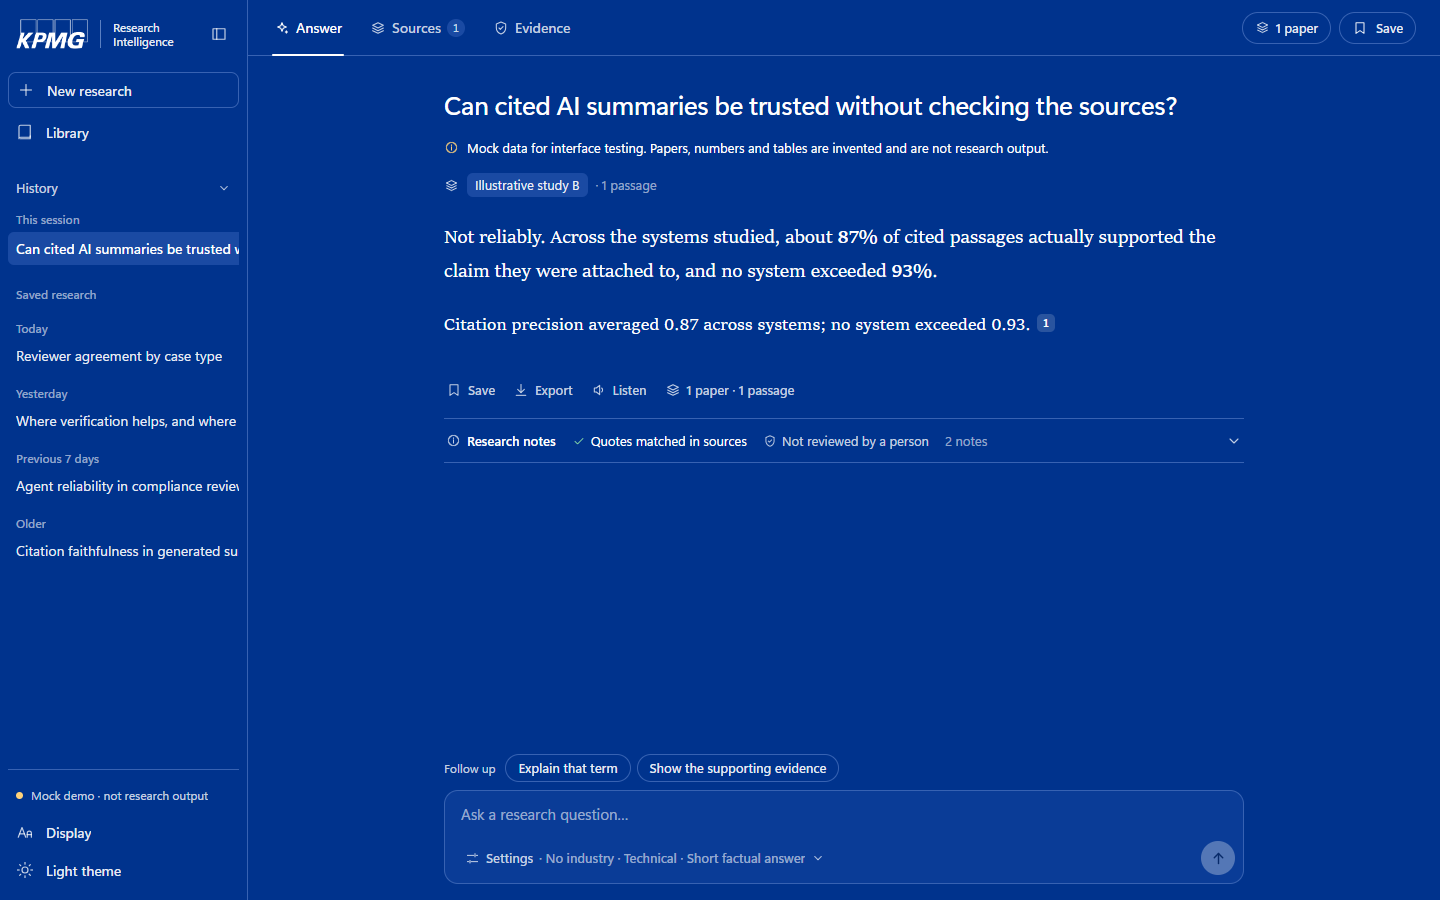 KPMG
Research
Intelligence
New research
Library
History
This session
Can cited AI summaries be trusted w
Saved research
Today
Reviewer agreement by case type
Yesterday
Where verification helps, and where
Previous 7 days
Agent reliability in compliance review
Older
Citation faithfulness in generated su
Mock demo · not research output
Display
Light theme
Answer
Sources 1
Evidence
1 paper
Save
Can cited AI summaries be trusted without checking the sources?
Mock data for interface testing. Papers, numbers and tables are invented and are not research output.
Illustrative study B · 1 passage
Not reliably. Across the systems studied, about 87% of cited passages actually supported the
claim they were attached to, and no system exceeded 93%.
Citation precision averaged 0.87 across systems; no system exceeded 0.93. 1
Save Export Listen 1 paper · 1 passage
Research notes Quotes matched in sources Not reviewed by a person 2 notes
Follow up Explain that term Show the supporting evidence
Ask a research question...
Settings · No industry · Technical · Short factual answer